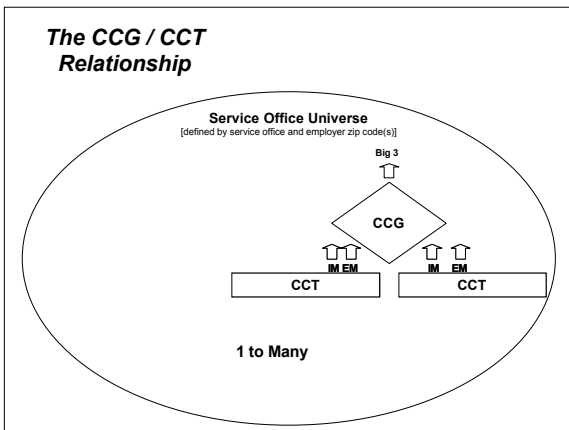 The CCG / CCT
Relationship
Service Office Universe
[defined by service office and employer zip code(s)]
Big 3
CCG
IM EM IM EM
CCT CCT
1 to Many